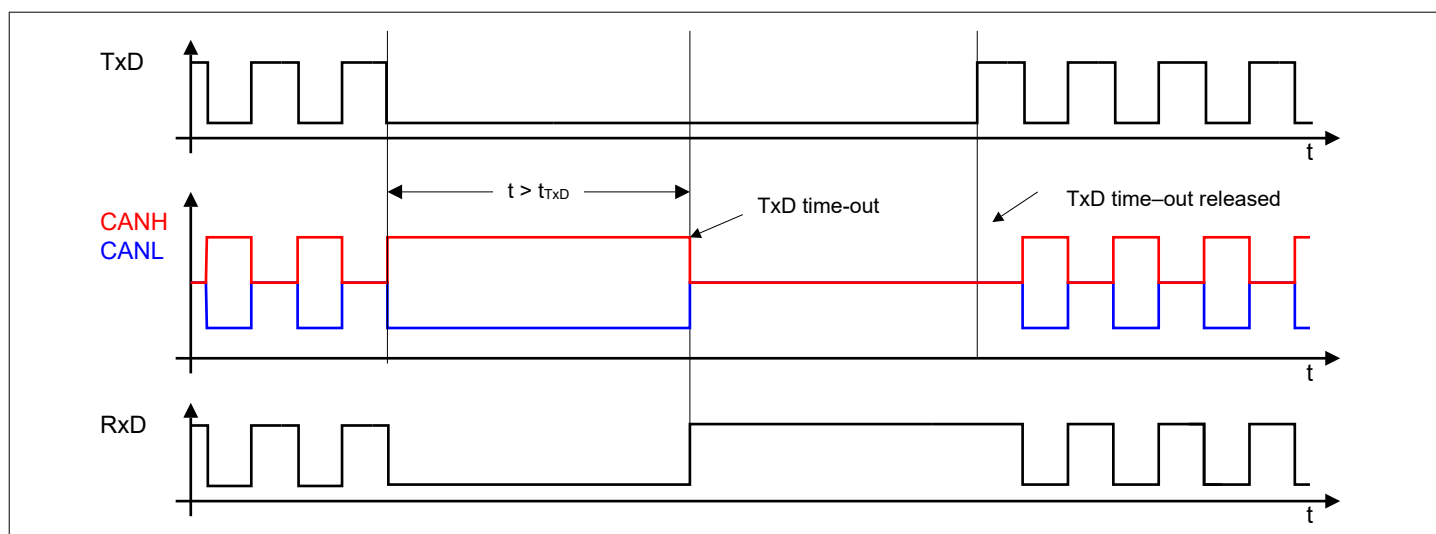 TxD
t
t > tTxD
TxD time-out
TxD time–out released
CANH
CANL
t
RxD
t